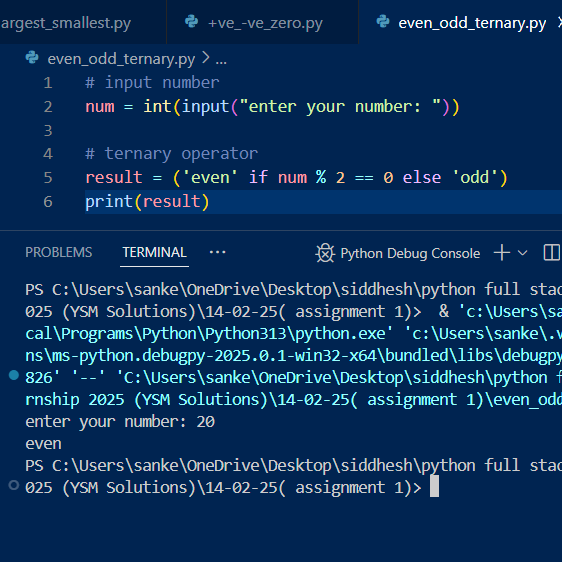 argest_smallest.py +ve_-ve_zero.py even_odd_ternary.py
even_odd_ternary.py > ...
1 # input number
2 num = int(input("enter your number: "))
3
4 # ternary operator
5 result = ('even' if num % 2 == 0 else 'odd')
6 print(result)
PROBLEMS TERMINAL ... Python Debug Console
PS C:\Users\sanke\OneDrive\Desktop\siddhesh\python full stac
025 (YSM Solutions)\14-02-25( assignment 1)>  & 'c:\Users\sa
cal\Programs\Python\Python313\python.exe' 'c:\Users\sanke\.v
ns\ms-python.debugpy-2025.0.1-win32-x64\bundled\libs\debugpy
826' '--' 'C:\Users\sanke\OneDrive\Desktop\siddhesh\python f
rnship 2025 (YSM Solutions)\14-02-25( assignment 1)\even_odd
enter your number: 20
even
PS C:\Users\sanke\OneDrive\Desktop\siddhesh\python full stac
025 (YSM Solutions)\14-02-25( assignment 1)>